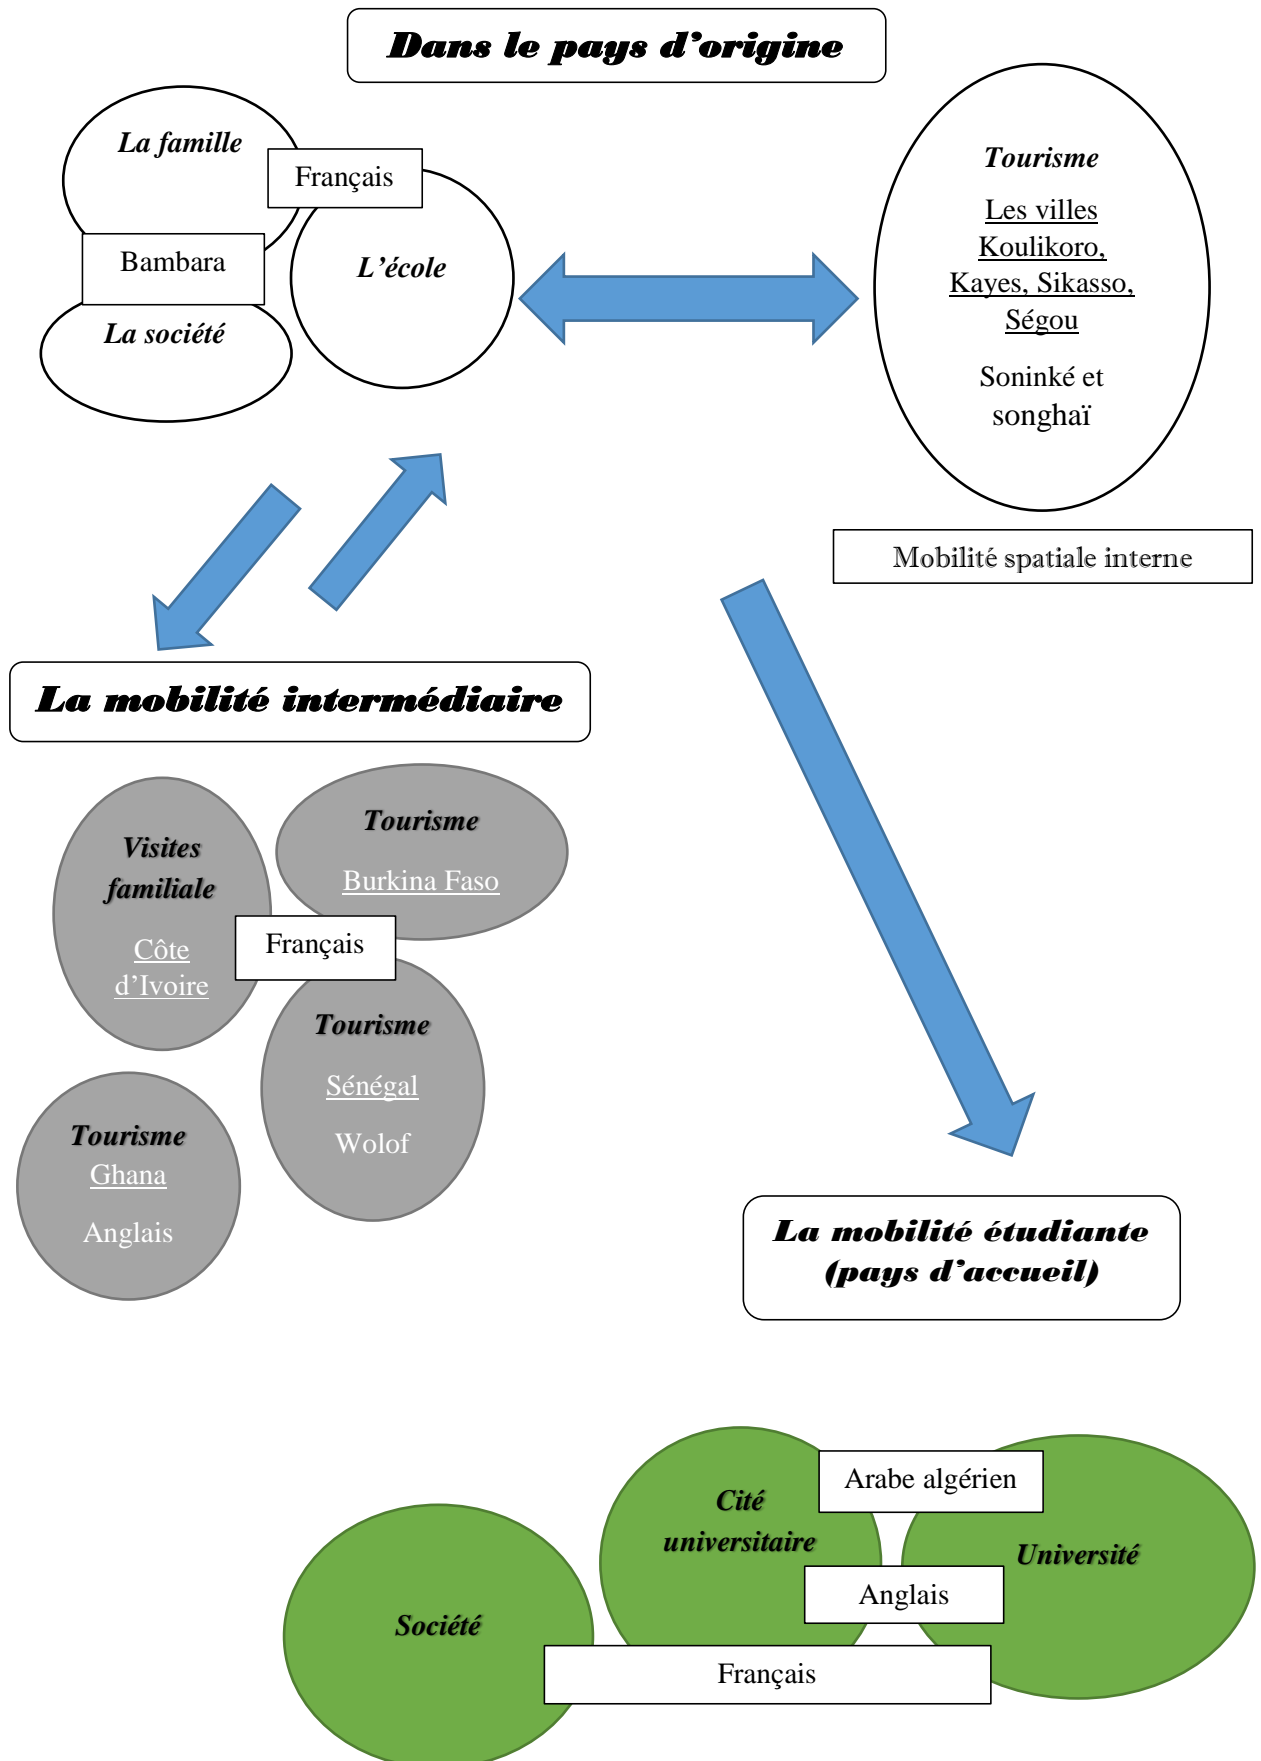 Dans le pays d’origine
La famille
Français
Bambara
L’école
La société
Tourisme
Les villes
Koulikoro,
Kayes, Sikasso,
Ségou
Soninké et
songhaï
Mobilité spatiale interne
La mobilité intermédiaire
Visites
familiale
Côte
d’Ivoire
Tourisme
Burkina Faso
Français
Tourisme
Sénégal
Wolof
Tourisme
Ghana
Anglais
La mobilité étudiante
(pays d’accueil)
Arabe algérien
Cité
universitaire
Université
Anglais
Société
Français